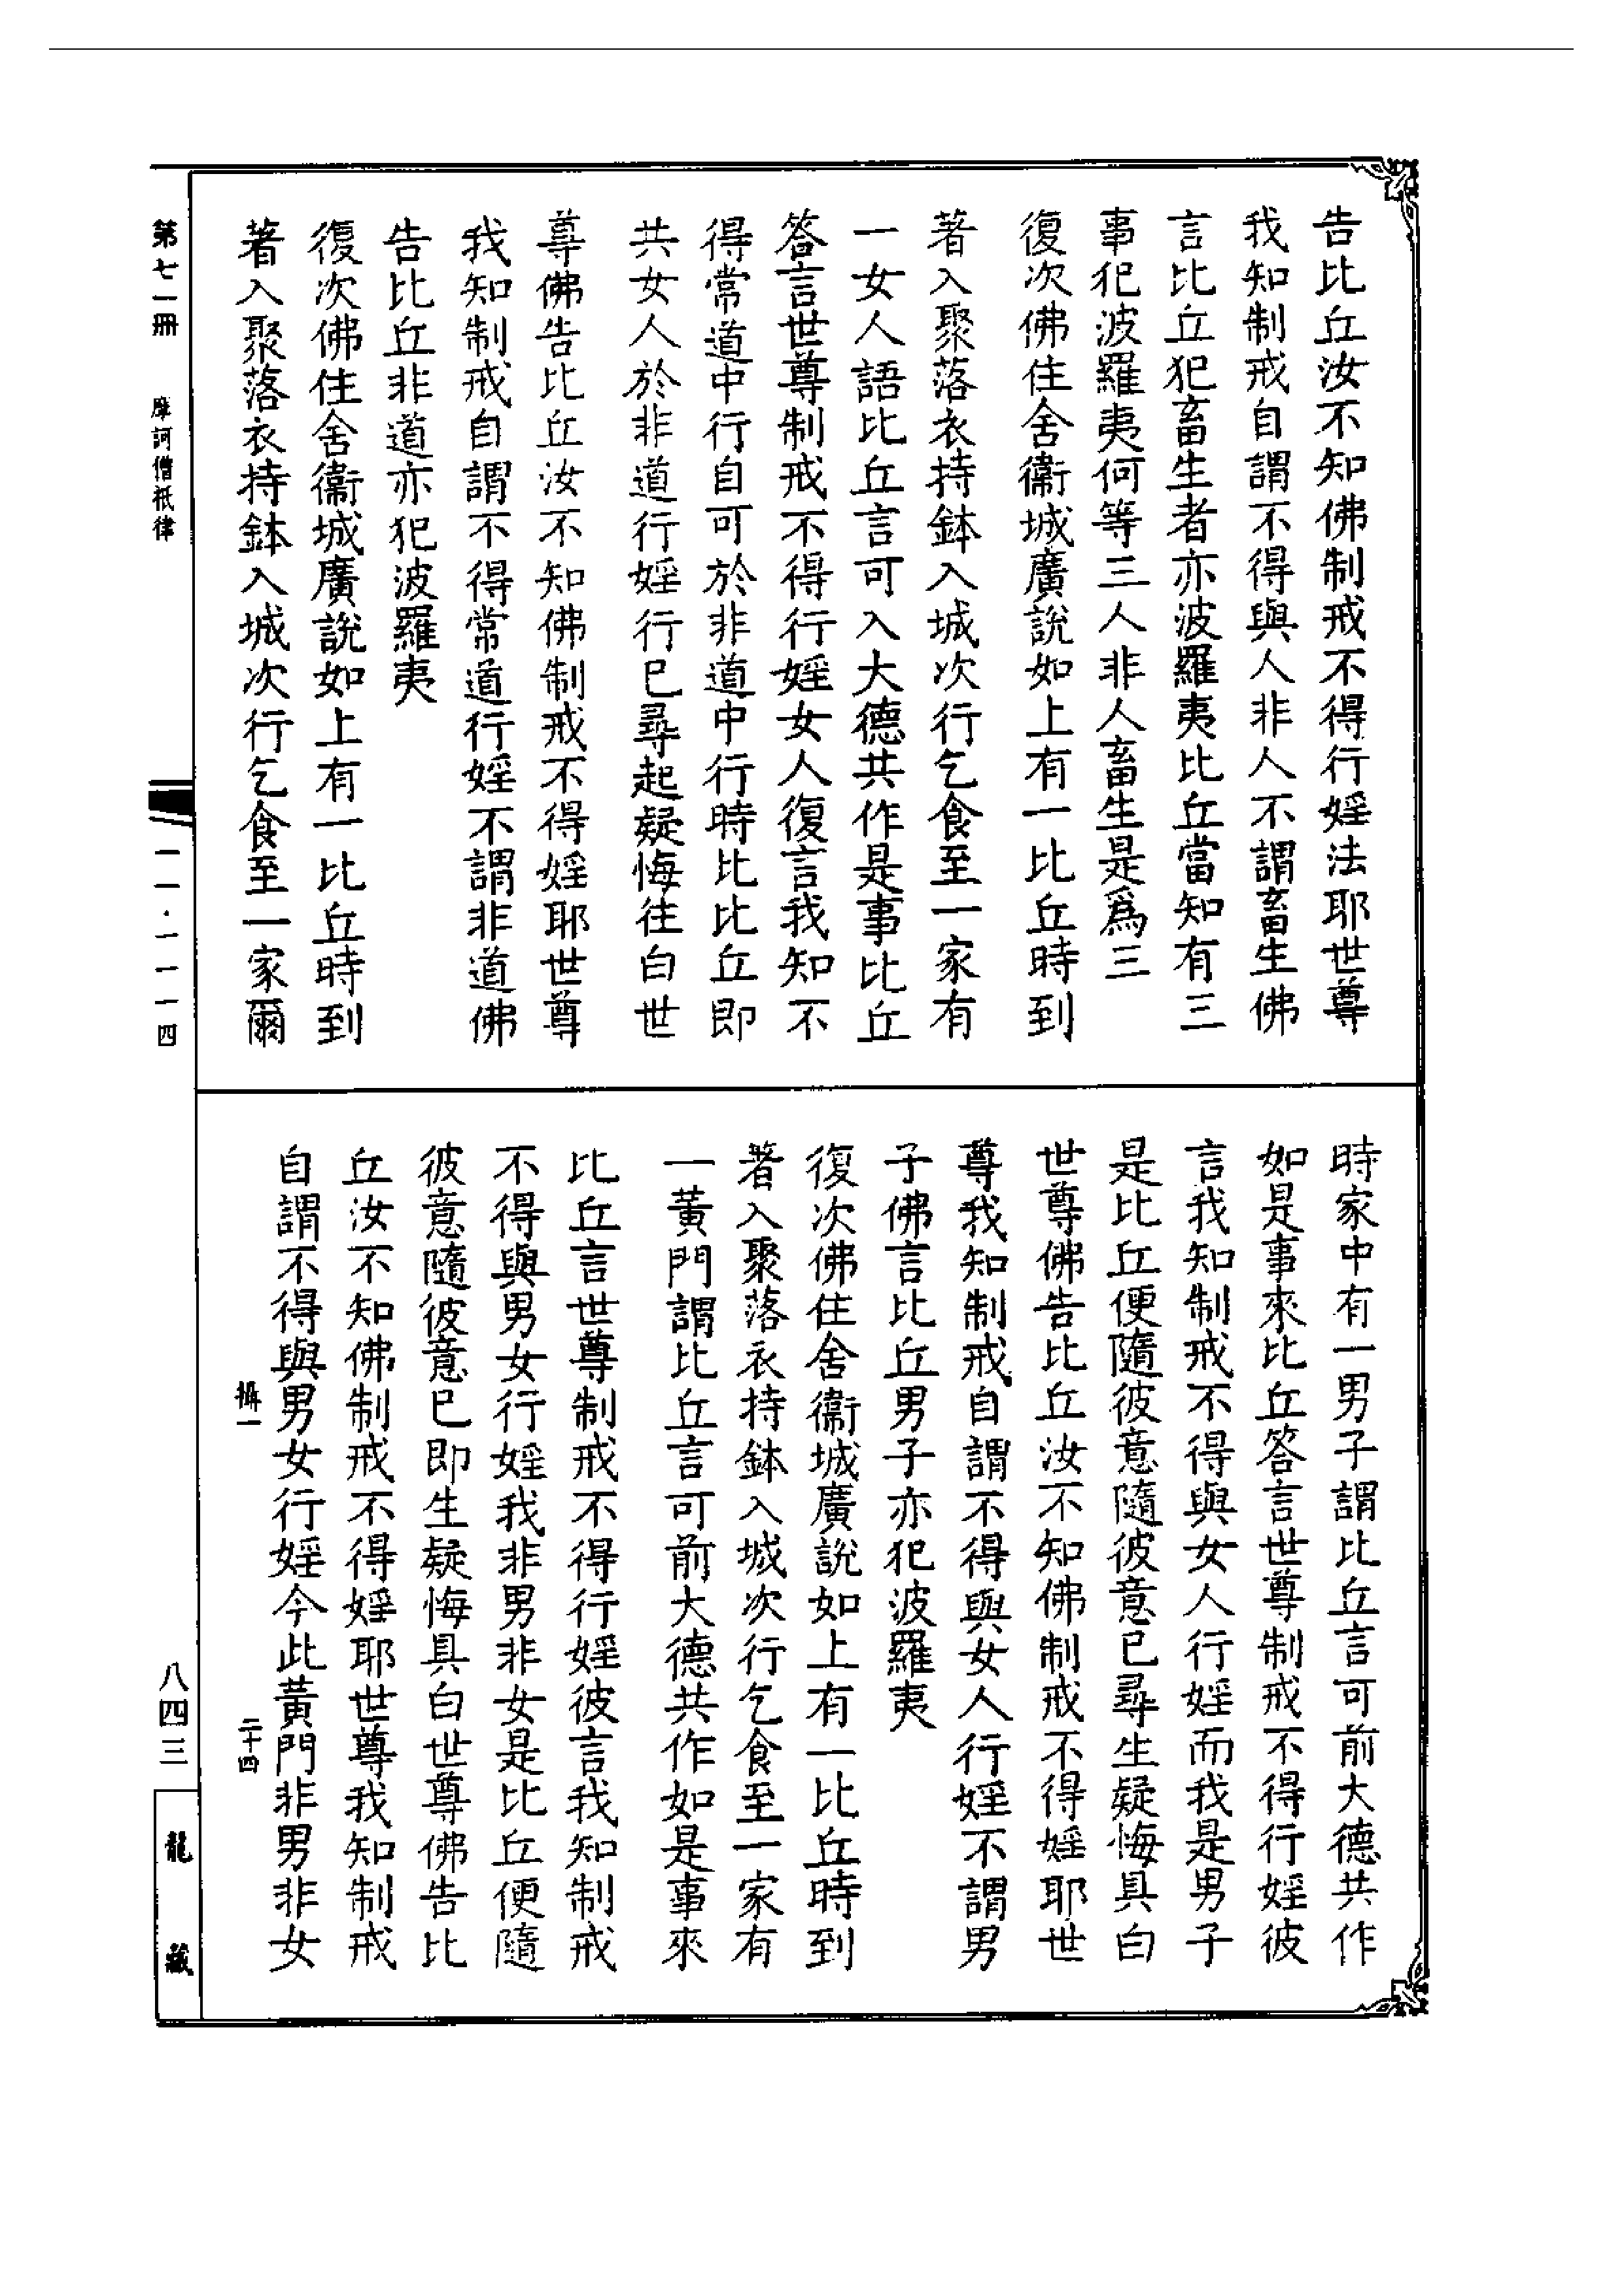 告比丘汝不知佛制戒不得行婬法耶世尊
我知制戒自謂不得與人非人不謂畜生佛
言比丘犯畜生者亦波羅夷比丘當知有三
事犯波羅夷何等三人非人畜生是爲三
復次佛住舍衞城廣說如上有一比丘時到
著入聚落衣持鉢入城次行乞食至一家有
一女人語比丘言可入大德共作是事比丘
答言世尊制戒不得行婬女人復言我知不
得常道中行自可於非道中行時比比丘即
共女人於非道行婬行已尋起疑悔往白世
尊佛告比丘汝不知佛制戒不得婬耶世尊
我知制戒自謂不得常道行婬不謂非道佛
告比丘非道亦犯波羅夷
復次佛住舍衞城廣說如上有一比丘時到
著入聚落衣持鉢入城次行乞食至一家爾
時家中有一男子謂比丘言可前大德共作
如是事來比丘答言世尊制戒不得行婬彼
言我知制戒不得與女人行婬而我是男子
是比丘便隨彼意隨彼意已尋生疑悔具白
世尊佛告比丘汝不知佛制戒不得婬耶世
尊我知制戒自謂不得與女人行婬不謂男
子佛言比丘男子亦犯波羅夷
復次佛住舍衞城廣說如上有一比丘時到
著入聚落衣持鉢入城次行乞食至一家有
一黃門謂比丘言可前大德共作如是事來
比丘言世尊制戒不得行婬彼言我知制戒
不得與男女行婬我非男非女是比丘便隨
彼意隨彼意已即生疑悔具白世尊佛告比
丘汝不知佛制戒不得婬耶世尊我知制戒
自謂不得與男女行婬今此黃門非男非女
攝一 二十四
第七一冊 摩訶僧祇律 一一·一一一四
八四三
龍藏